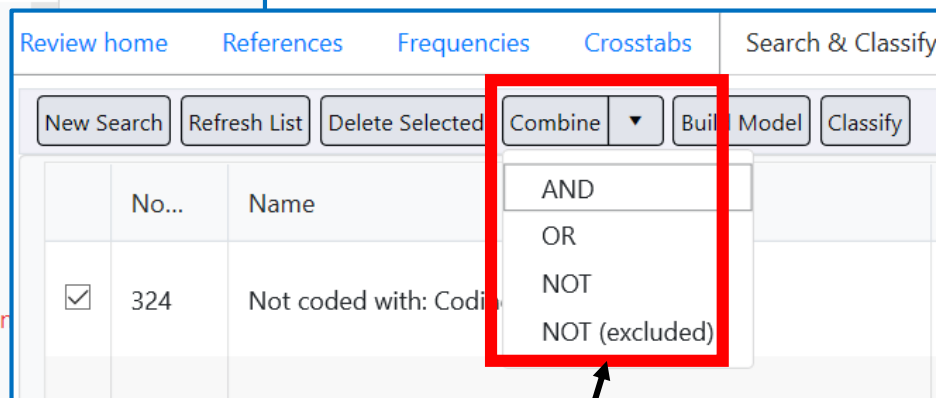 Review home References Frequencies Crosstabs Search & Classify
New Search Refresh List Delete Selected Combine ▼ Build Model Classify
No... Name
AND
OR
NOT
324 Not coded with:
NOT (excluded)